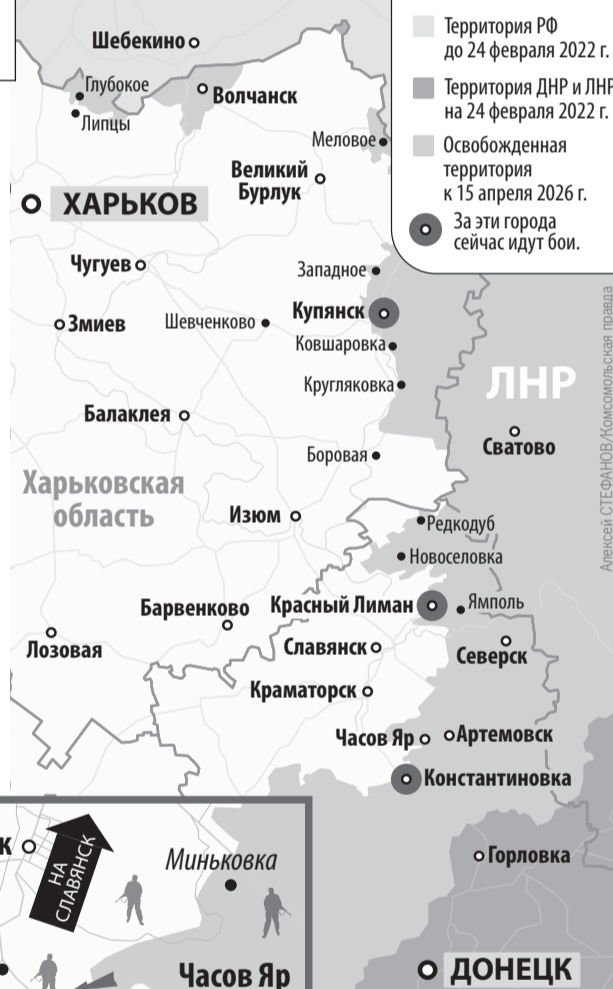 Территория РФ
до 24 февраля 2022 г.
Территория ДНР и ЛНР
на 24 февраля 2022 г.
Освобожденная
территория
к 15 апреля 2026 г.
За эти города
сейчас идут бои.
Шебекино
Глубокое
Волчанск
Липцы
Меловое
Великий
Бурлук
ХАРЬКОВ
Чугуев
Западное
Купянск
Змиев
Шевченково
Ковшаровка
Кругляковка
ЛНР
Балаклея
Сватово
Боровая
Харьковская
область
Изюм
Редкодуб
Новоселовка
Барвенково
Красный Лиман
Ямполь
Лозовая
Славянск
Северск
Краматорск
Часов Яр
Артемовск
Константиновка
Горловка
ДОНЕЦК
к
НА
СЛАВЯНСК
Миньковка
Часов Яр
Алексей СТЕФАНОВ/Комсомольская правда